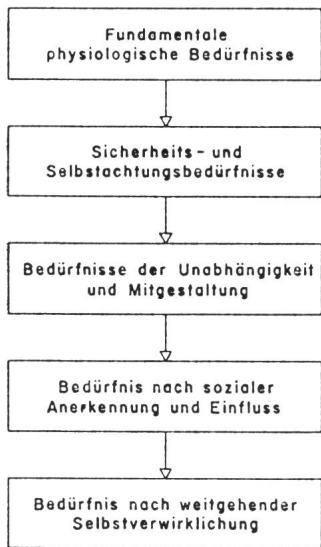 Fundamentale
physiologische Bedürfnisse
Sicherheits- und
Selbstachtungsbedürfnisse
Bedürfnisse der Unabhängigkeit
und Mitgestaltung
Bedürfnis nach sozialer
Anerkennung und Einfluss
Bedürfnis nach weitgehender
Selbstverwirklichung